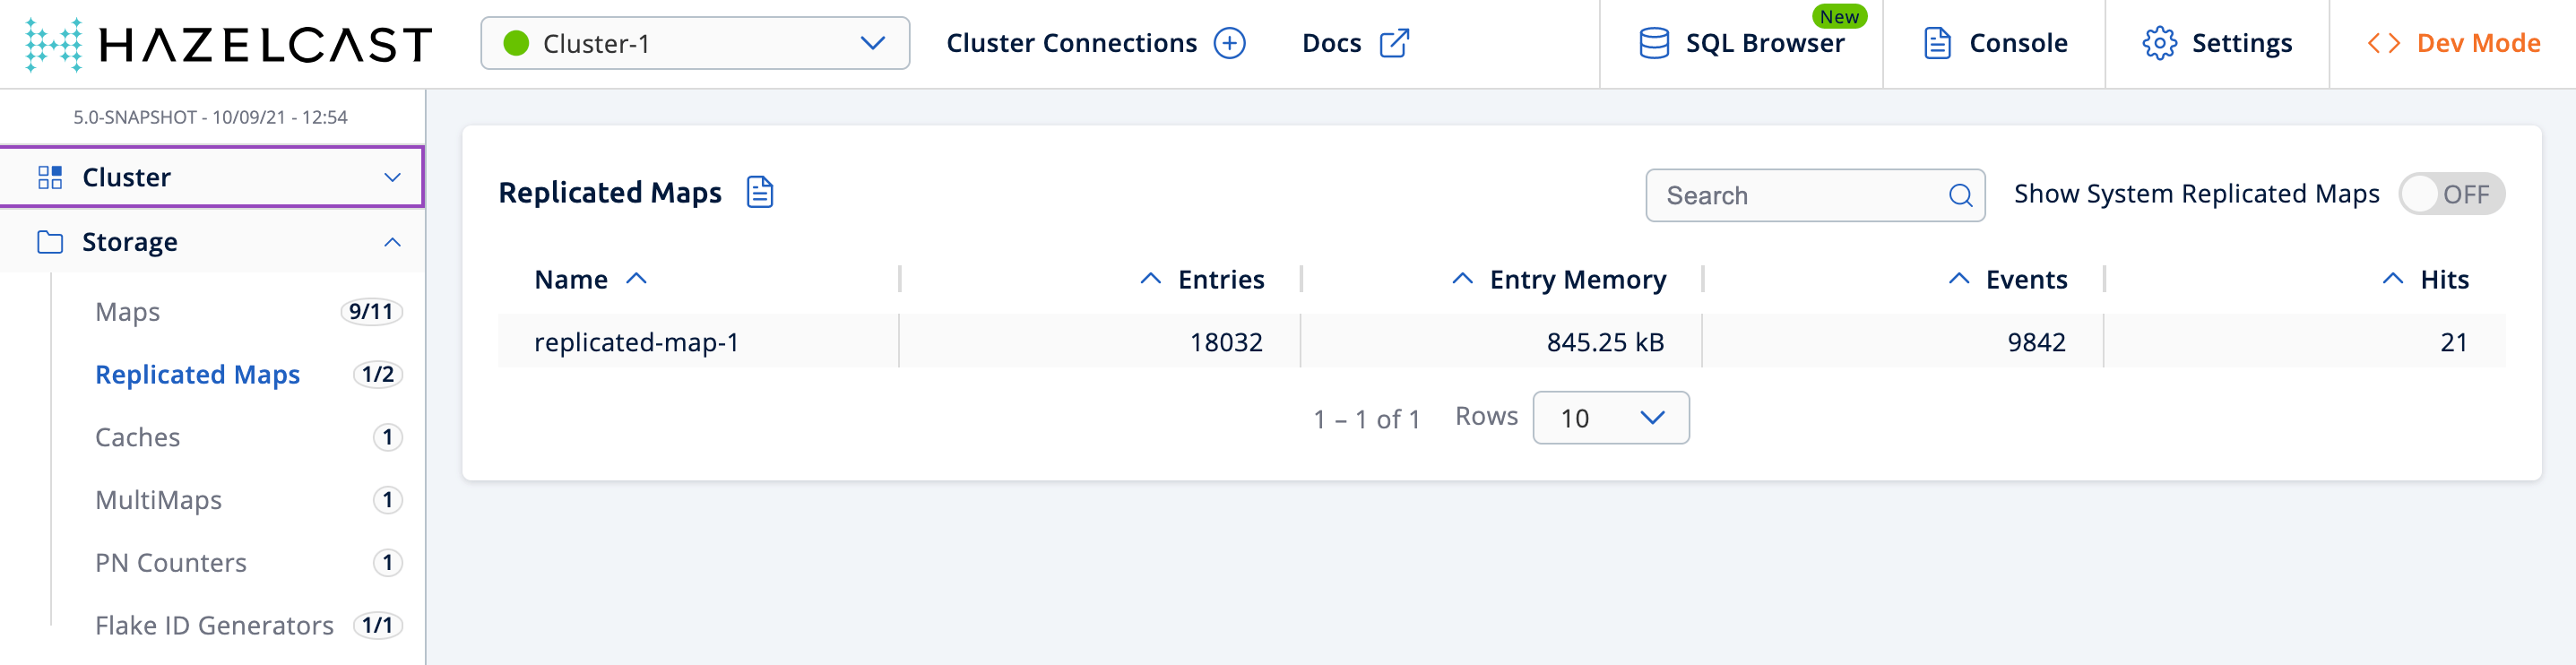 HAZELCAST
Cluster-1
Cluster Connections
Docs
SQL Browser
New
Console
Settings
Dev Mode
5.0-SNAPSHOT - 10/09/21 - 12:54
Cluster
Storage
Maps 9/11
Replicated Maps 1/2
Caches 1
MultiMaps 1
PN Counters 1
Flake ID Generators 1/1
Replicated Maps
Search
Show System Replicated Maps OFF
Name Entries Entry Memory Events Hits
replicated-map-1 18032 845.25 kB 9842 21
1 – 1 of 1 Rows 10